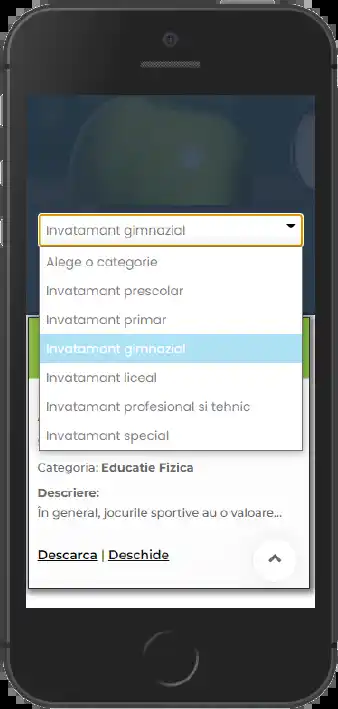 Invatamant gimnazial
Alege o categorie
Invatamant prescolar
Invatamant primar
Invatamant gimnazial
Invatamant liceal
Invatamant profesional si tehnic
Invatamant special
Categoria: Educatie Fizica
Descriere:
În general, jocurile sportive au o valoare...
Descarca | Deschide